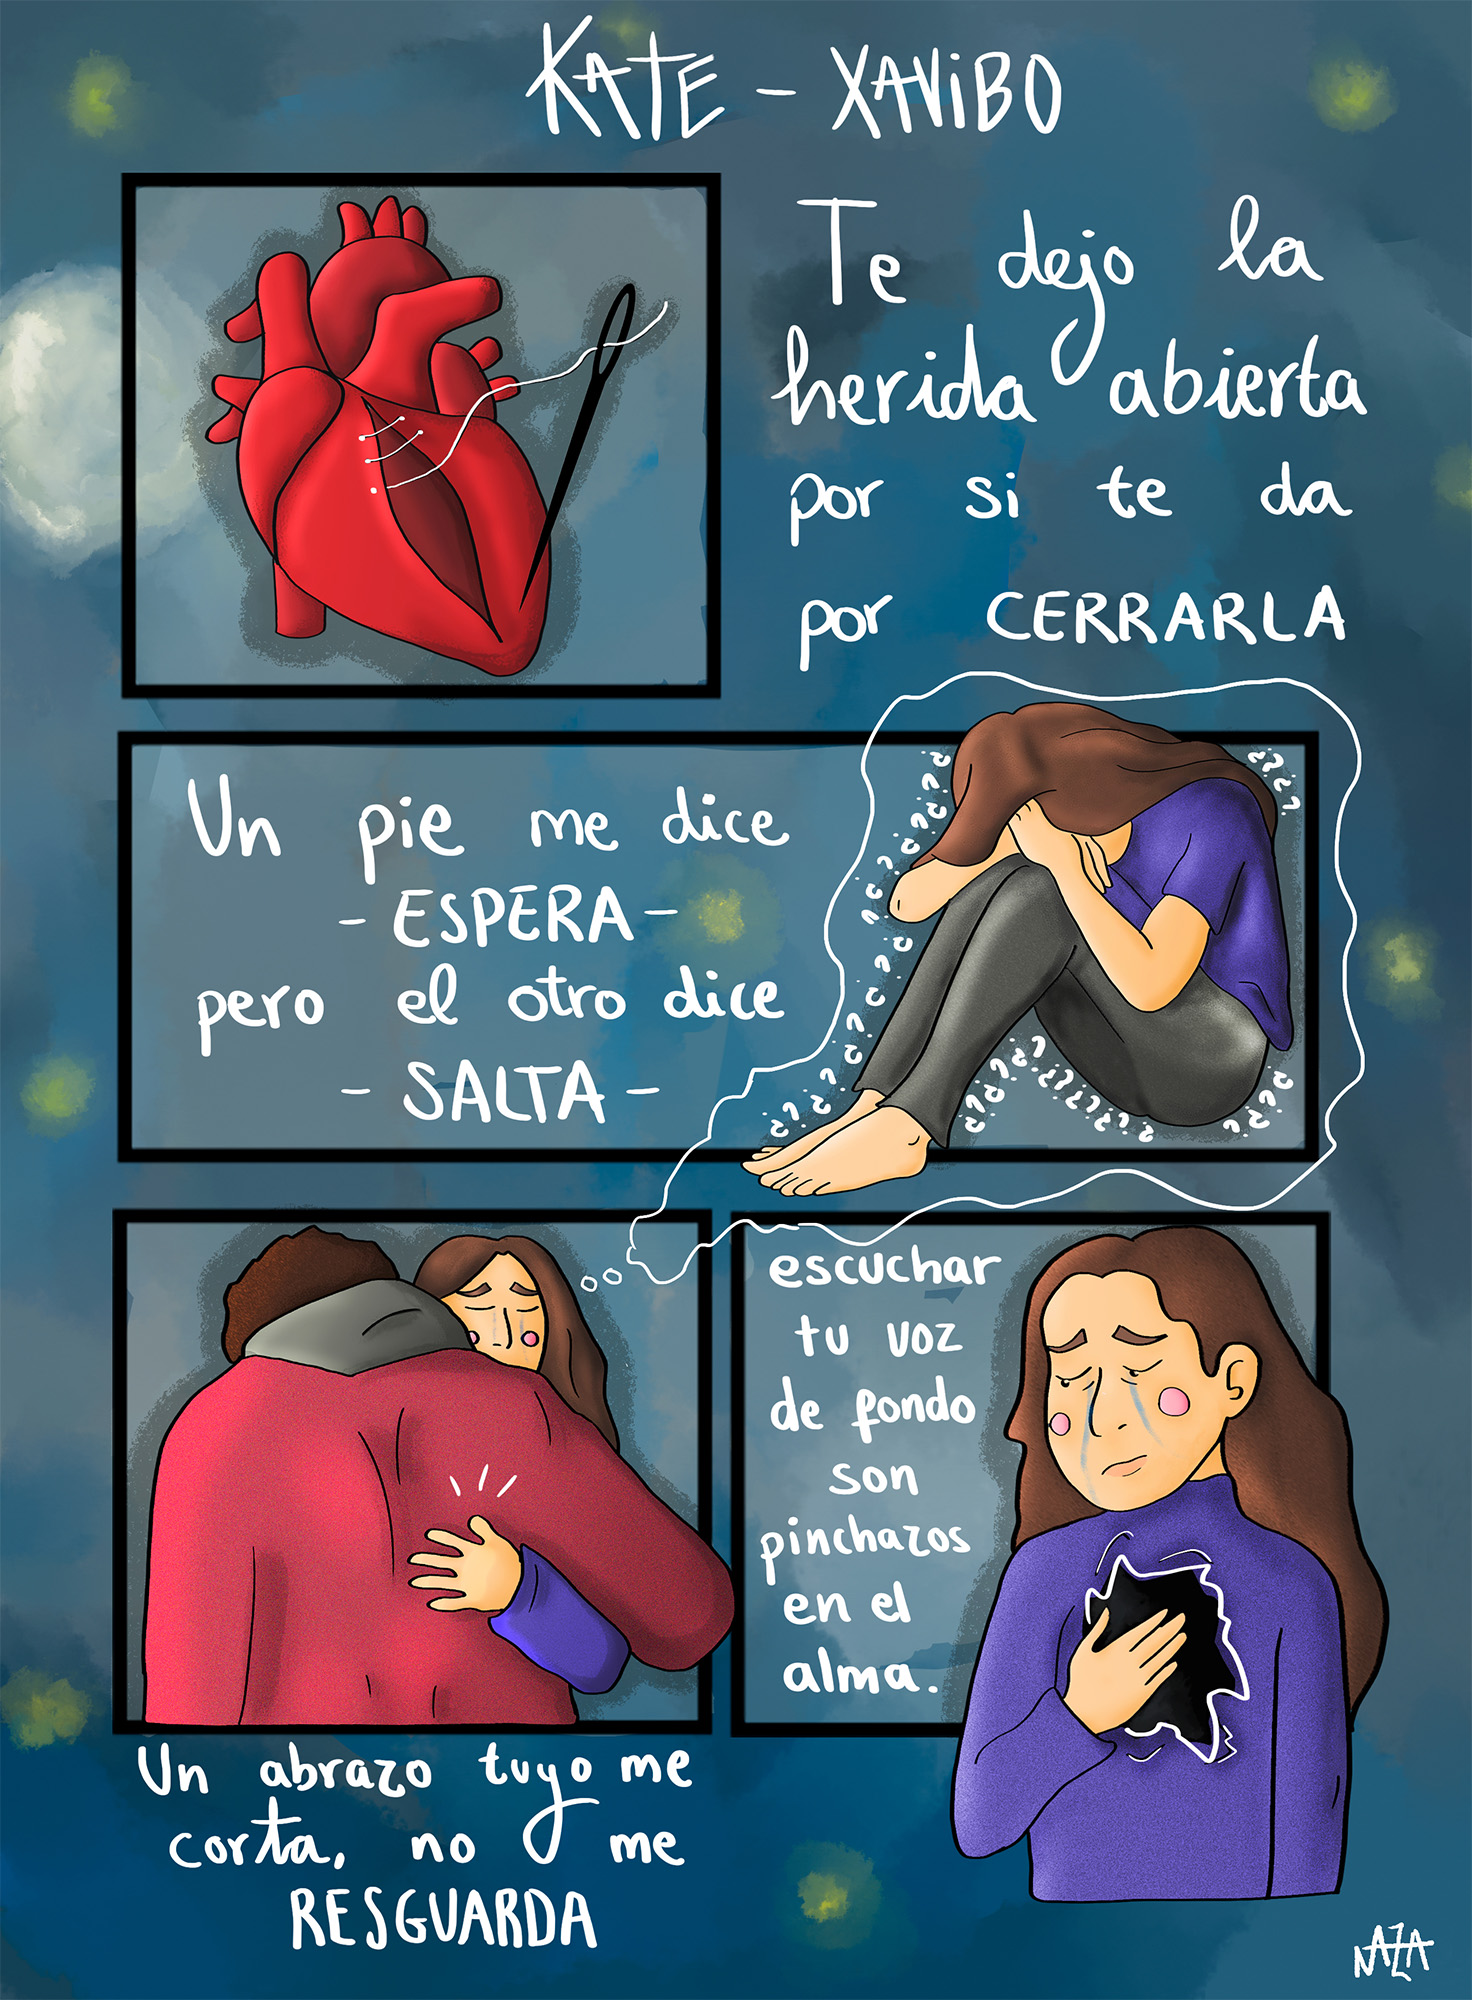 KATE - XAVIBO
Te dejo la
herida abierta
por si te da
por CERRARLA
Un pie me dice
- ESPERA -
pero el otro dice
- SALTA -
escuchar
tu voz
de fondo
son
pinchazos
en el
alma.
Un abrazo tuyo me
corta, no me
RESGUARDA
NAZA